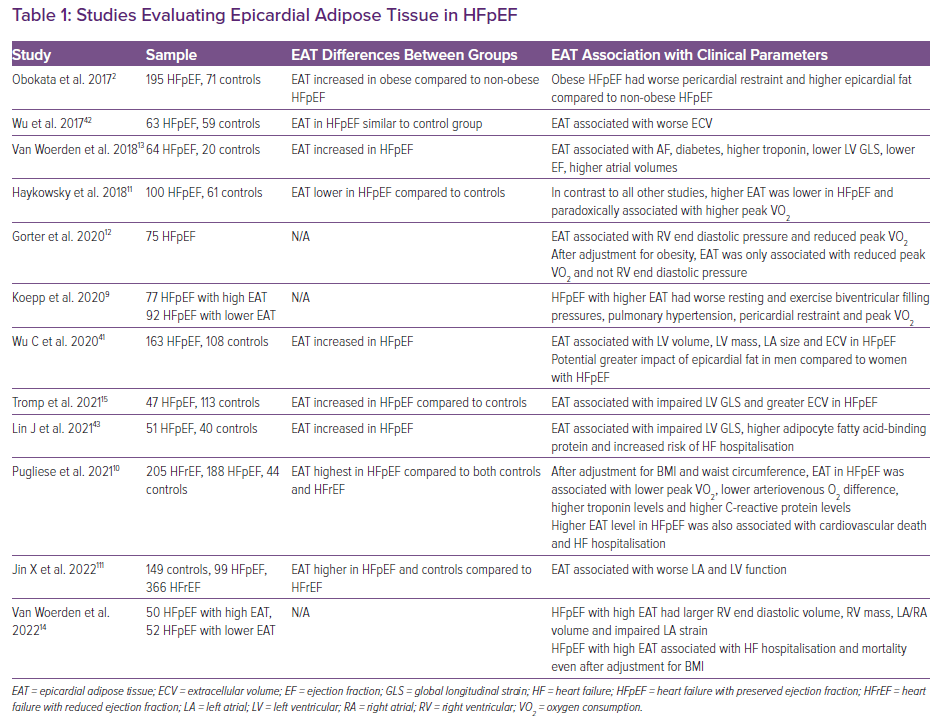 Table 1: Studies Evaluating Epicardial Adipose Tissue in HFpEF
Study Sample EAT Differences Between Groups EAT Association with Clinical Parameters
Obokata et al. 2017² 195 HFpEF, 71 controls EAT increased in obese compared to non-obese Obese HFpEF had worse pericardial restraint and higher epicardial fat
HFpEF compared to non-obese HFpEF
Wu et al. 2017⁴² 63 HFpEF, 59 controls EAT in HFpEF similar to control group EAT associated with worse ECV
Van Woerden et al. 2018¹³ 64 HFpEF, 20 controls EAT increased in HFpEF EAT associated with AF, diabetes, higher troponin, lower LV GLS, lower
EF, higher atrial volumes
Haykowsky et al. 2018¹¹ 100 HFpEF, 61 controls EAT lower in HFpEF compared to controls In contrast to all other studies, higher EAT was lower in HFpEF and
paradoxically associated with higher peak VO₂
Gorter et al. 2020¹² 75 HFpEF N/A EAT associated with RV end diastolic pressure and reduced peak VO₂
After adjustment for obesity, EAT was only associated with reduced peak
VO₂ and not RV end diastolic pressure
Koepp et al. 2020⁹ 77 HFpEF with high EAT N/A HFpEF with higher EAT had worse resting and exercise biventricular filling
92 HFpEF with lower EAT pressures, pulmonary hypertension, pericardial restraint and peak VO₂
Wu C et al. 2020⁴¹ 163 HFpEF, 108 controls EAT increased in HFpEF EAT associated with LV volume, LV mass, LA size and ECV in HFpEF
Potential greater impact of epicardial fat in men compared to women
with HFpEF
Tromp et al. 2021¹⁵ 47 HFpEF, 113 controls EAT increased in HFpEF compared to controls EAT associated with impaired LV GLS and greater ECV in HFpEF
Lin J et al. 2021⁴³ 51 HFpEF, 40 controls EAT increased in HFpEF EAT associated with impaired LV GLS, higher adipocyte fatty acid-binding
protein and increased risk of HF hospitalisation
Pugliese et al. 2021¹⁰ 205 HFrEF, 188 HFpEF, 44 EAT highest in HFpEF compared to both controls After adjustment for BMI and waist circumference, EAT in HFpEF was
controls and HFrEF associated with lower peak VO₂, lower arteriovenous O₂ difference,
higher troponin levels and higher C-reactive protein levels
Higher EAT level in HFpEF was also associated with cardiovascular death
and HF hospitalisation
Jin X et al. 2022¹¹¹ 149 controls, 99 HFpEF, EAT higher in HFpEF and controls compared to EAT associated with worse LA and LV function
366 HFrEF HFrEF
Van Woerden et al. 50 HFpEF with high EAT, N/A HFpEF with high EAT had larger RV end diastolic volume, RV mass, LA/RA
2022¹⁴ 52 HFpEF with lower EAT volume and impaired LA strain
HFpEF with high EAT associated with HF hospitalisation and mortality
even after adjustment for BMI
EAT = epicardial adipose tissue; ECV = extracellular volume; EF = ejection fraction; GLS = global longitudinal strain; HF = heart failure; HFpEF = heart failure with preserved ejection fraction; HFrEF = heart
failure with reduced ejection fraction; LA = left atrial; LV = left ventricular; RA = right atrial; RV = right ventricular; VO₂ = oxygen consumption.